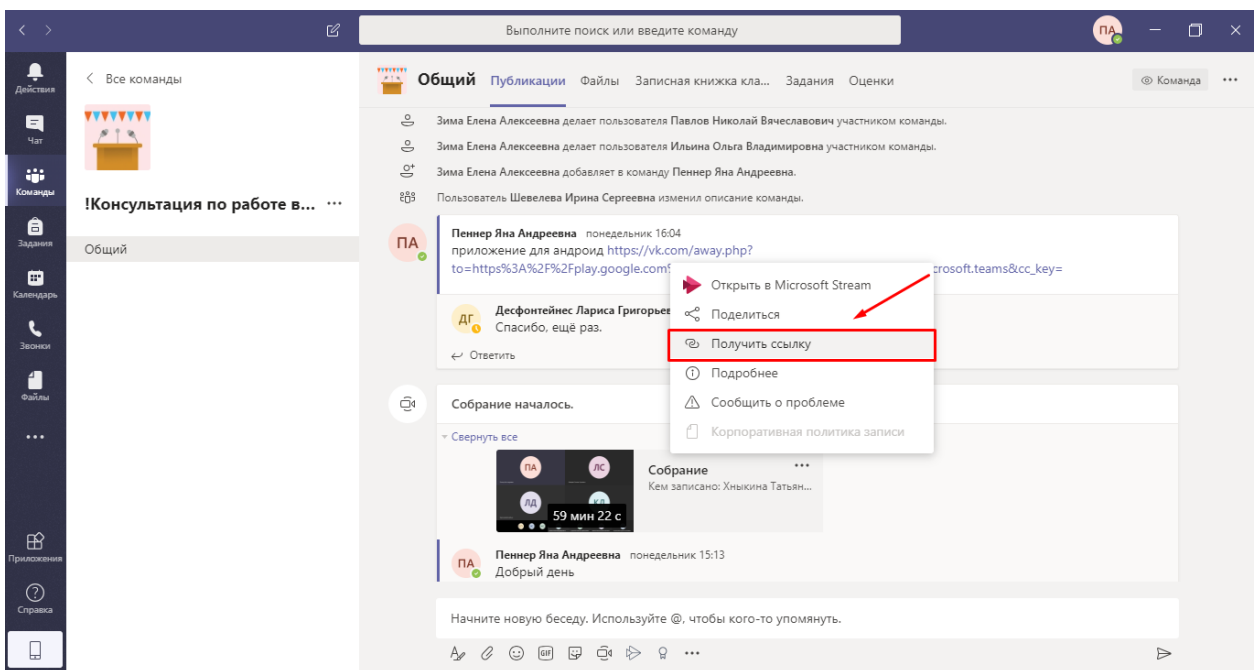 Выполните поиск или введите команду
ПА
Действия
Чат
Команды
Задания
Календарь
Звонки
Файлы
Приложения
Справка
Все команды
!Консультация по работе в...
Общий
Общий Публикации Файлы Записная книжка кла... Задания Оценки
Команда
Зима Елена Алексеевна делает пользователя Павлов Николай Вячеславович участником команды.
Зима Елена Алексеевна делает пользователя Ильина Ольга Владимировна участником команды.
Зима Елена Алексеевна добавляет в команду Пеннер Яна Андреевна.
Пользователь Шевелева Ирина Сергеевна изменил описание команды.
ПА
Пеннер Яна Андреевна понедельник 16:04
приложение для андроид https://vk.com/away.php?
to=https%3A%2F%2Fplay.google.com crosoft.teams&cc_key=
ДГ
Десфонтейнес Лариса Григорьев
Спасибо, ещё раз.
Ответить
Открыть в Microsoft Stream
Поделиться
Получить ссылку
Подробнее
Сообщить о проблеме
Корпоративная политика записи
Собрание началось.
Свернуть все
ПА ЛС
ЛД КЛ
59 мин 22 с
Собрание
Кем записано: Хныкина Татьян...
ПА
Пеннер Яна Андреевна понедельник 15:13
Добрый день
Начните новую беседу. Используйте @, чтобы кого-то упомянуть.
GIF